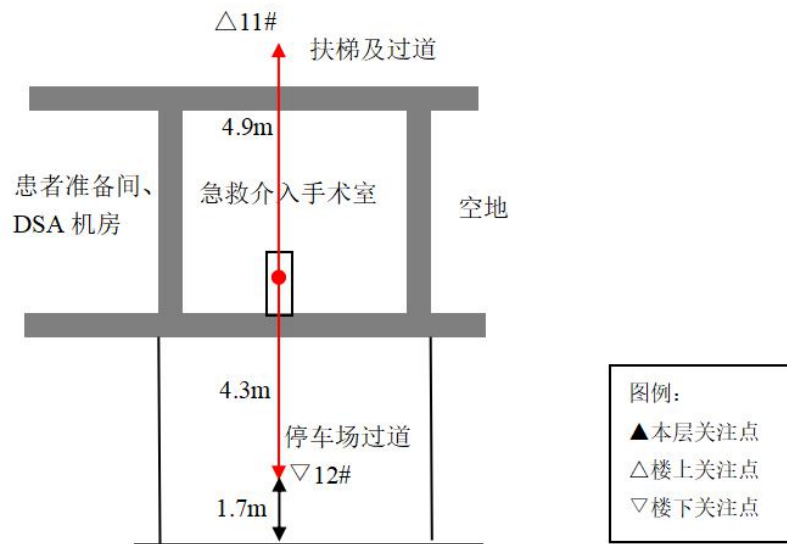 △11#
扶梯及过道
4.9m
患者准备间、
DSA 机房
急救介入手术室
空地
4.3m
停车场过道
▽12#
1.7m
图例：
▲本层关注点
△楼上关注点
▽楼下关注点